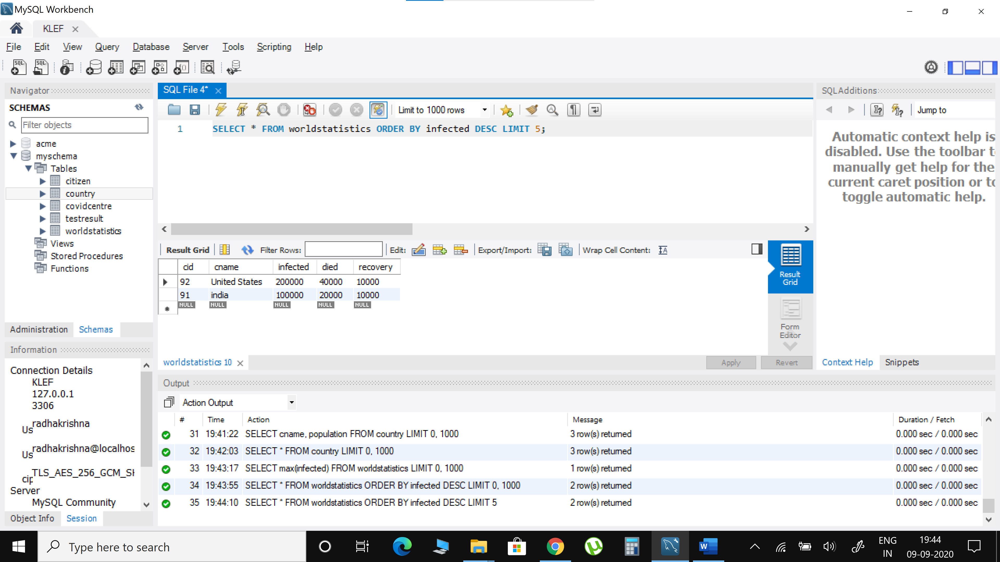 MySQL Workbench
KLEF
File Edit View Query Database Server Tools Scripting Help
Navigator
SCHEMAS
Filter objects
acme
myschema
Tables
citizen
country
covidcentre
testresult
worldstatistics
Views
Stored Procedures
Functions
Administration Schemas
Information
Connection Details
KLEF
127.0.0.1
3306
radhakrishna
Us
radhakrishna@localhos
Us
TLS_AES_256_GCM_SH
cip
Server
MySQL Community
Object Info Session
SQL File 4*
Limit to 1000 rows
1 SELECT * FROM worldstatistics ORDER BY infected DESC LIMIT 5;
Result Grid Filter Rows: Edit: Export/Import: Wrap Cell Content:
cid cname infected died recovery
92 United States 200000 40000 10000
91 india 100000 20000 10000
NULL NULL NULL NULL NULL
Result
Grid
Form
Editor
worldstatistics 10
Apply Revert
SQLAdditions
Jump to
Automatic context help is
disabled. Use the toolbar t
manually get help for the
current caret position or to
toggle automatic help.
Context Help Snippets
Output
Action Output
# Time Action Message Duration / Fetch
31 19:41:22 SELECT cname, population FROM country LIMIT 0, 1000 3 row(s) returned 0.000 sec / 0.000 sec
32 19:42:03 SELECT * FROM country LIMIT 0, 1000 3 row(s) returned 0.000 sec / 0.000 sec
33 19:43:17 SELECT max(infected) FROM worldstatistics LIMIT 0, 1000 1 row(s) returned 0.000 sec / 0.000 sec
34 19:43:55 SELECT * FROM worldstatistics ORDER BY infected DESC LIMIT 0, 1000 2 row(s) returned 0.000 sec / 0.000 sec
35 19:44:10 SELECT * FROM worldstatistics ORDER BY infected DESC LIMIT 5 2 row(s) returned 0.000 sec / 0.000 sec
Type here to search
ENG
IN
19:44
09-09-2020